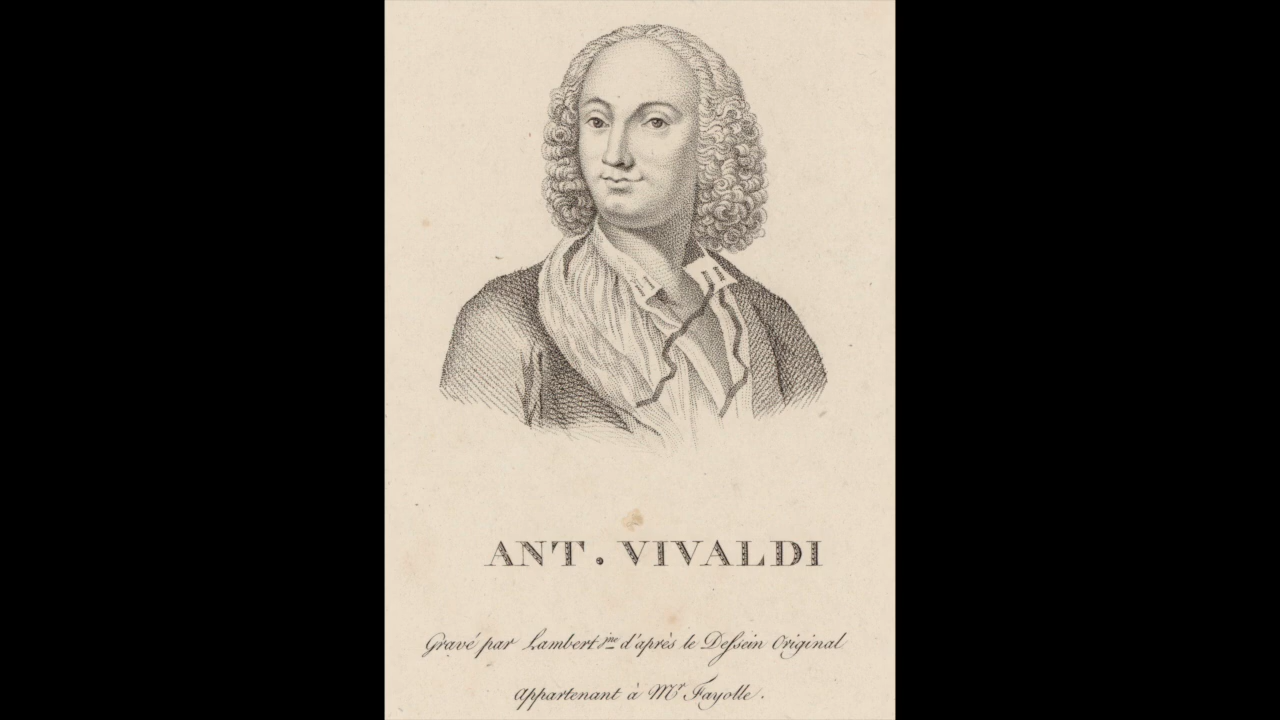 ANT. VIVALDI
Gravé par Lambert jne d'après le Deſsein Original
appartenant à Mr Fayolle.